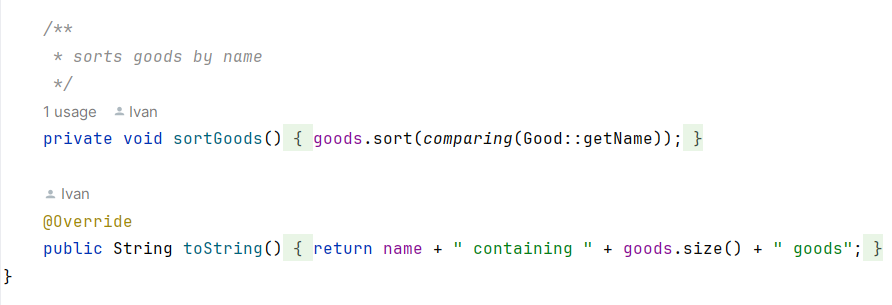 /**
 * sorts goods by name
 */
1 usage Ivan
private void sortGoods() { goods.sort(comparing(Good::getName)); }
Ivan
@Override
public String toString() { return name + " containing " + goods.size() + " goods"; }
}